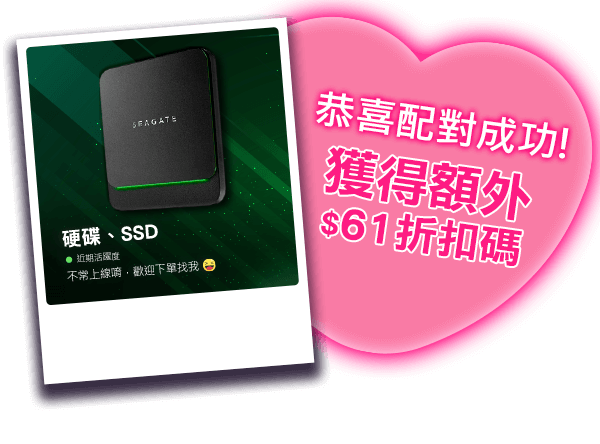 SEAGATE
硬碟、SSD
近期活躍度
不常上線唷，歡迎下單找我
恭喜配對成功!
獲得額外
$61折扣碼